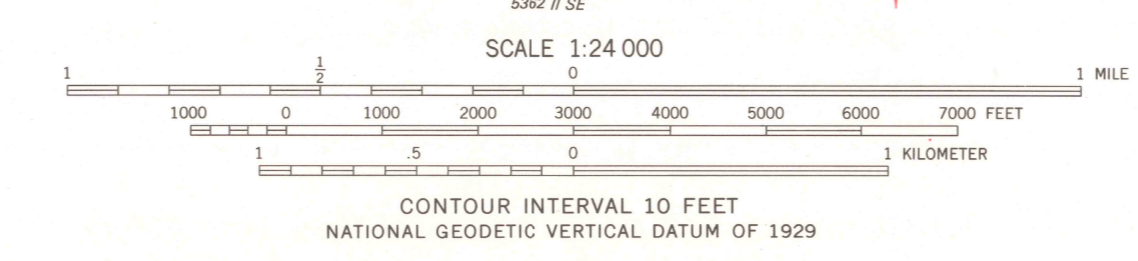 5362 II SE
SCALE 1:24 000
1 1/2 0 1 MILE
1000 0 1000 2000 3000 4000 5000 6000 7000 FEET
1 .5 0 1 KILOMETER
CONTOUR INTERVAL 10 FEET
NATIONAL GEODETIC VERTICAL DATUM OF 1929